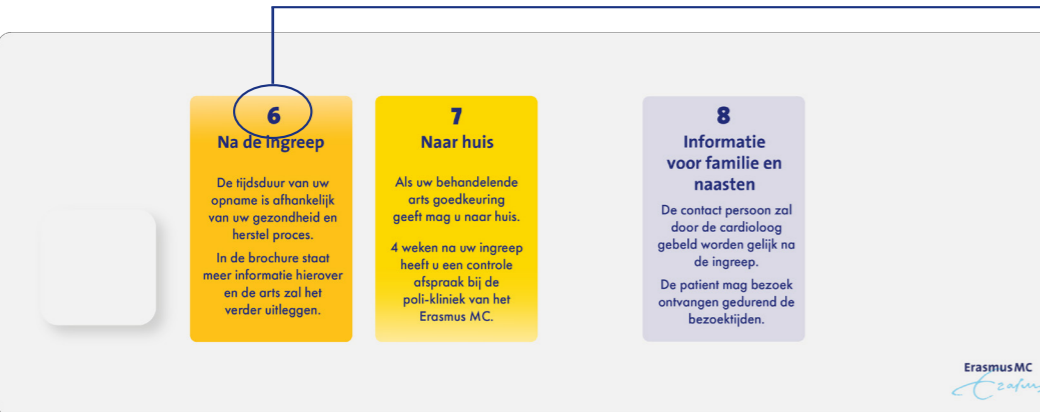 6
Na de ingreep
De tijdsduur van uw
opname is afhankelijk
van uw gezondheid en
herstel proces.
In de brochure staat
meer informatie hierover
en de arts zal het
verder uitleggen.
7
Naar huis
Als uw behandelende
arts goedkeuring
geeft mag u naar huis.
4 weken na uw ingreep
heeft u een controle
afspraak bij de
poli-kliniek van het
Erasmus MC.
8
Informatie
voor familie en
naasten
De contact persoon zal
door de cardioloog
gebeld worden gelijk na
de ingreep.
De patient mag bezoek
ontvangen gedurend de
bezoektijden.
Erasmus MC